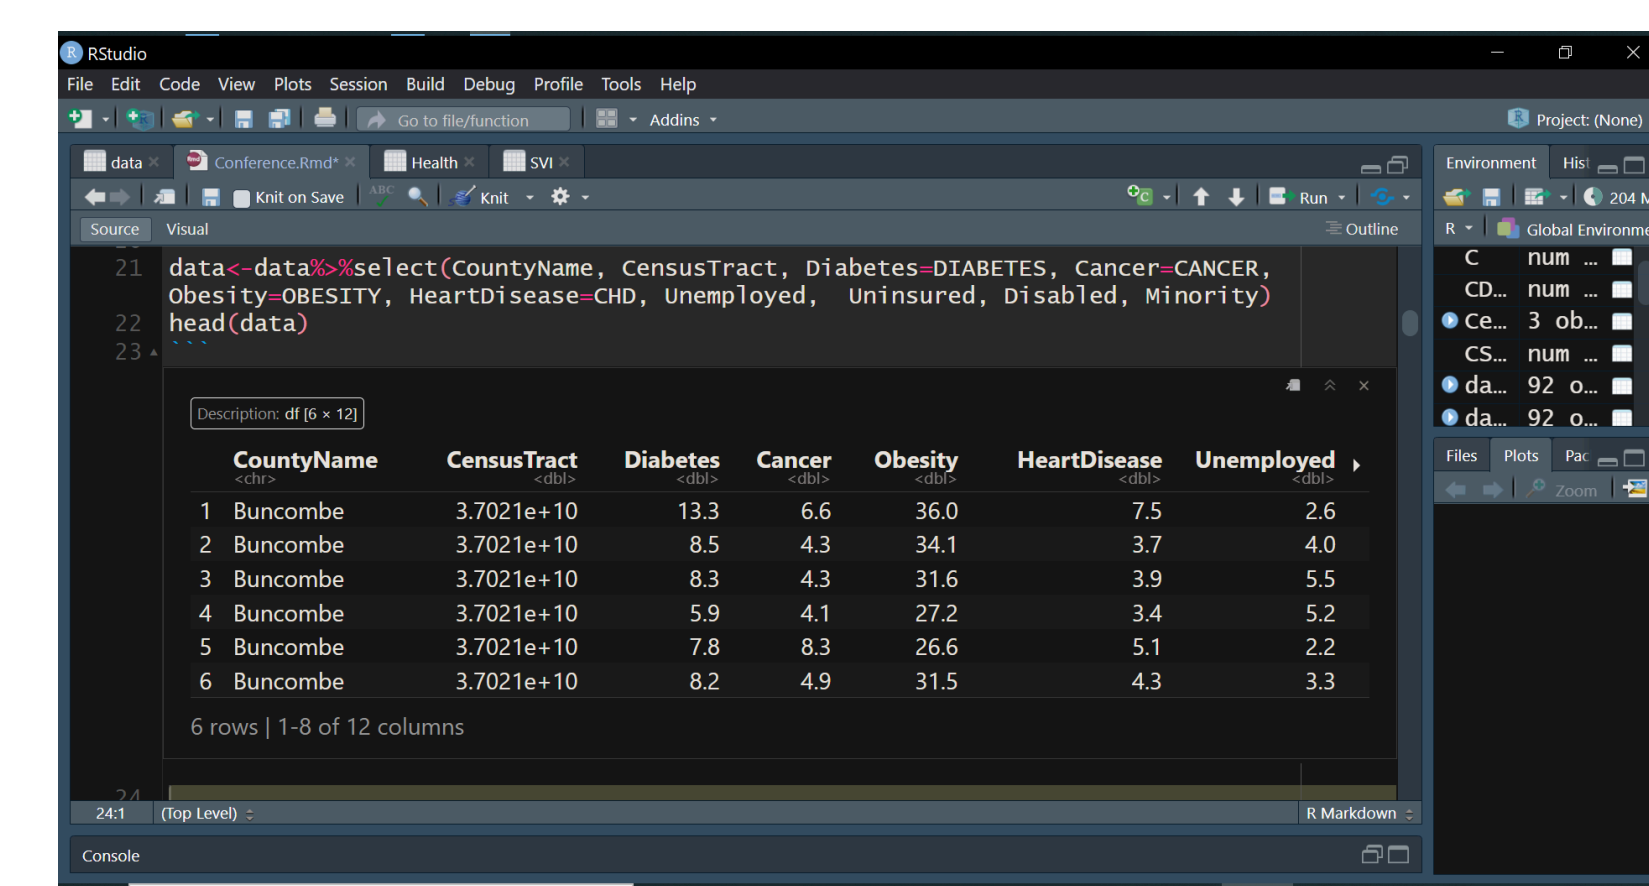 RStudio
File Edit Code View Plots Session Build Debug Profile Tools Help
Go to file/function Addins Project: (None)
data Conference.Rmd* Health SVI
Knit on Save ABC Knit Run
Source Visual Outline
21 data<-data%>%select(CountyName, CensusTract, Diabetes=DIABETES, Cancer=CANCER,
Obesity=OBESITY, HeartDisease=CHD, Unemployed, Uninsured, Disabled, Minority)
22 head(data)
23 ```
Description: df [6 × 12]
CountyName CensusTract Diabetes Cancer Obesity HeartDisease Unemployed
<chr> <dbl> <dbl> <dbl> <dbl> <dbl> <dbl>
1 Buncombe 3.7021e+10 13.3 6.6 36.0 7.5 2.6
2 Buncombe 3.7021e+10 8.5 4.3 34.1 3.7 4.0
3 Buncombe 3.7021e+10 8.3 4.3 31.6 3.9 5.5
4 Buncombe 3.7021e+10 5.9 4.1 27.2 3.4 5.2
5 Buncombe 3.7021e+10 7.8 8.3 26.6 5.1 2.2
6 Buncombe 3.7021e+10 8.2 4.9 31.5 4.3 3.3
6 rows | 1-8 of 12 columns
24
24:1 (Top Level) R Markdown
Console
Environment Hist
204 M
R Global Environme
C num ...
CD... num ...
Ce... 3 ob...
CS... num ...
da... 92 o...
da... 92 o...
Files Plots Pac
Zoom